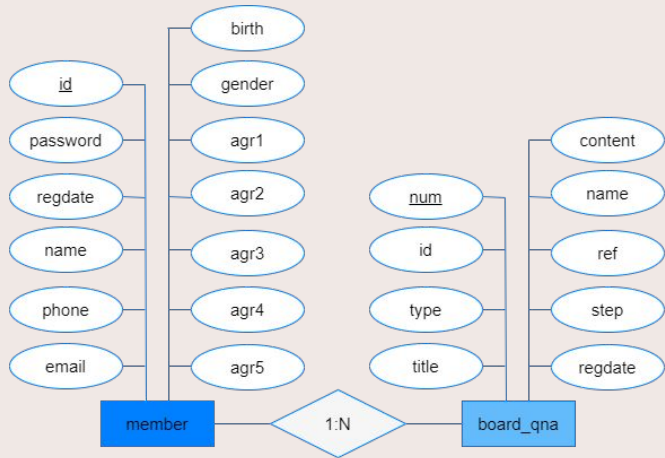 birth
id
gender
password
agr1
content
regdate
agr2
num
name
name
agr3
id
ref
phone
agr4
type
step
email
agr5
title
regdate
member
1:N
board_qna